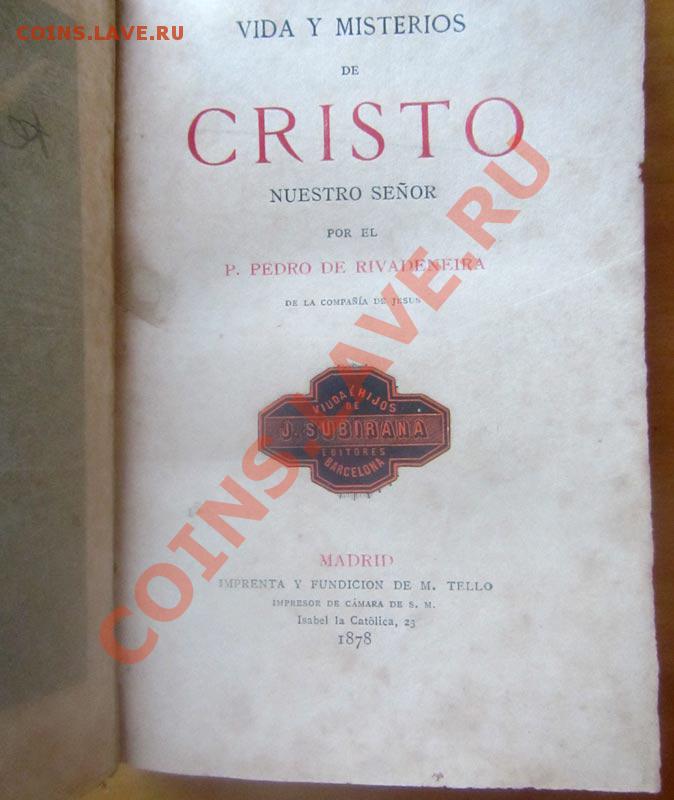 COINS.LAVE.RU
VIDA Y MISTERIOS
DE
CRISTO
NUESTRO SEÑOR
POR EL
P. PEDRO DE RIVADENEIRA
DE LA COMPAÑÍA DE JESUS
VIUDA É HIJOS
DE
J. SUBIRANA
EDITORES
BARCELONA
COINS.LAVE.RU
MADRID
IMPRENTA Y FUNDICION DE M. TELLO
IMPRESOR DE CÁMARA DE S. M.
Isabel la Católica, 23
1878